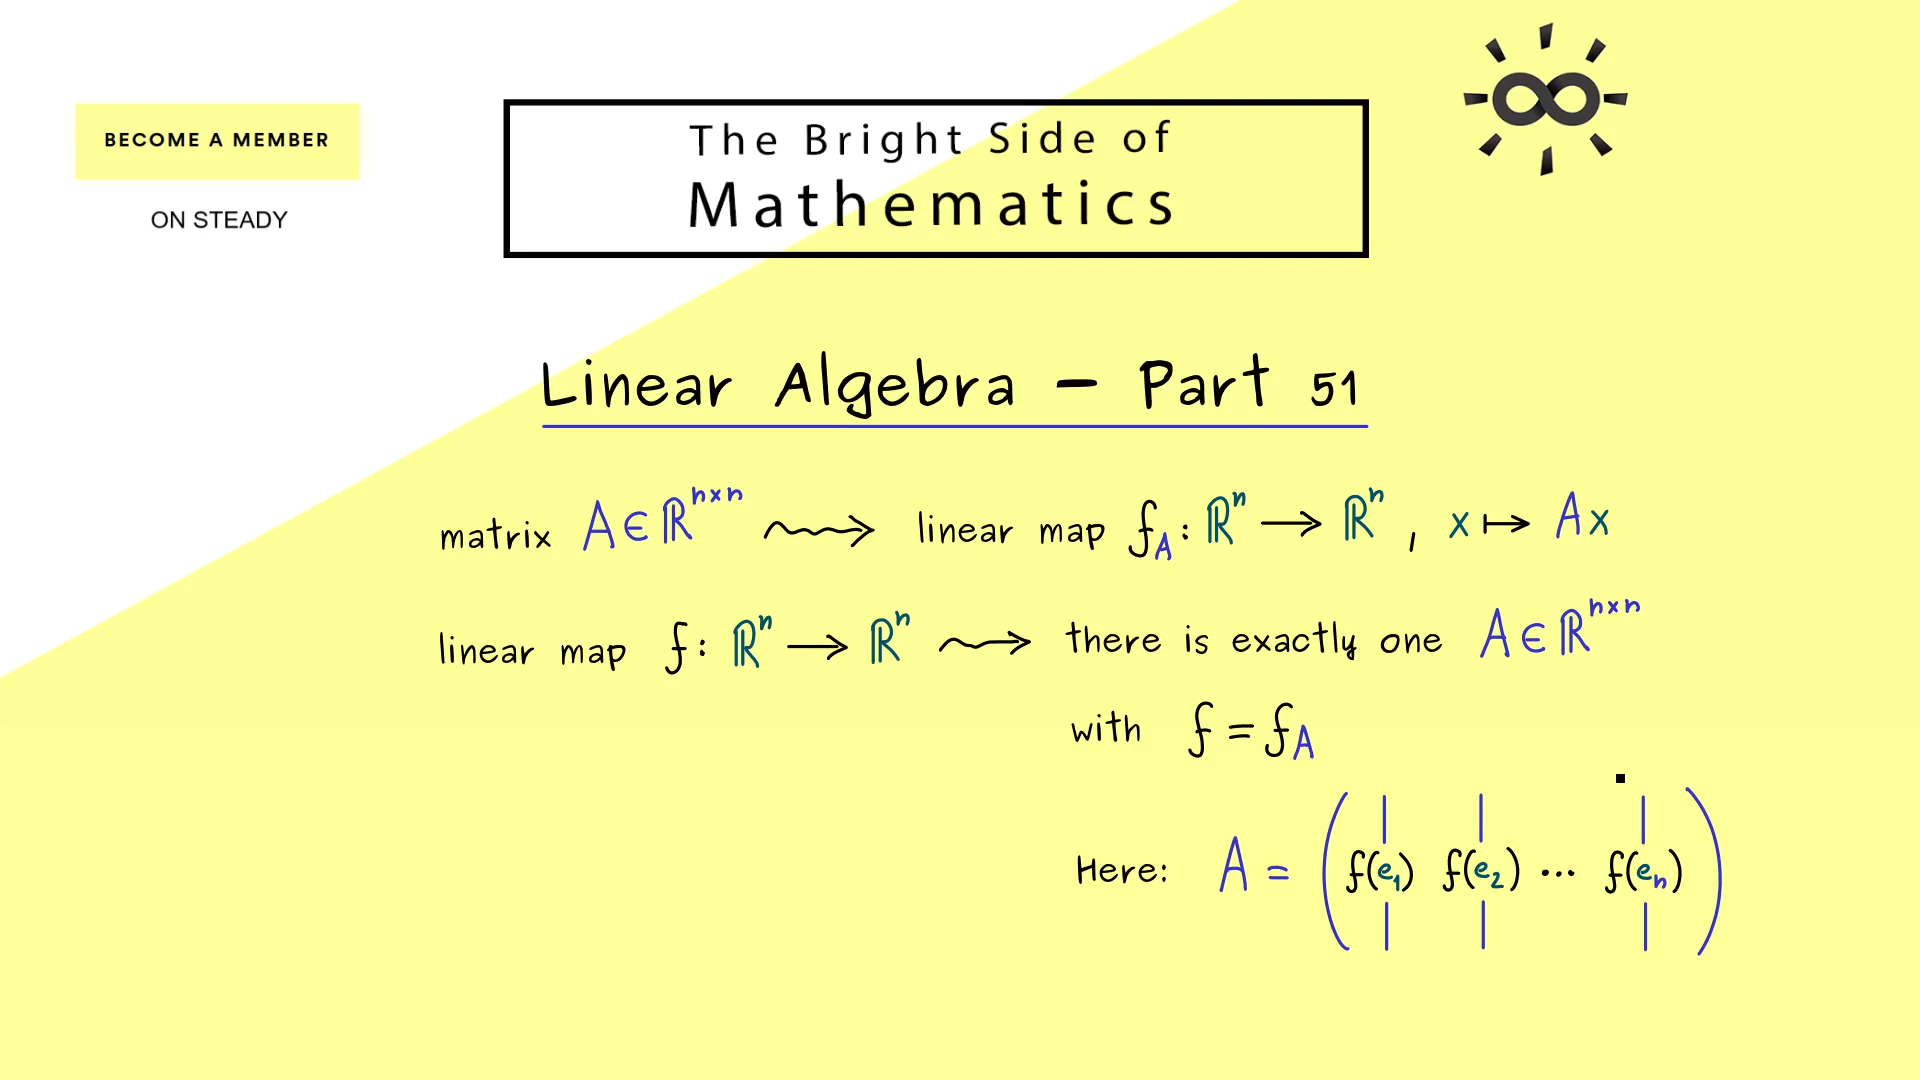 BECOME A MEMBER
ON STEADY
The Bright Side of
Mathematics
Linear Algebra – Part 51
matrix A ∈ ℝⁿˣⁿ ⇝ linear map f_A : ℝⁿ ⟶ ℝⁿ , x ↦ Ax
linear map f : ℝⁿ ⟶ ℝⁿ ⇝ there is exactly one A ∈ ℝⁿˣⁿ
with f = f_A
Here: A = ( f(e₁) f(e₂) ⋯ f(eₙ) )